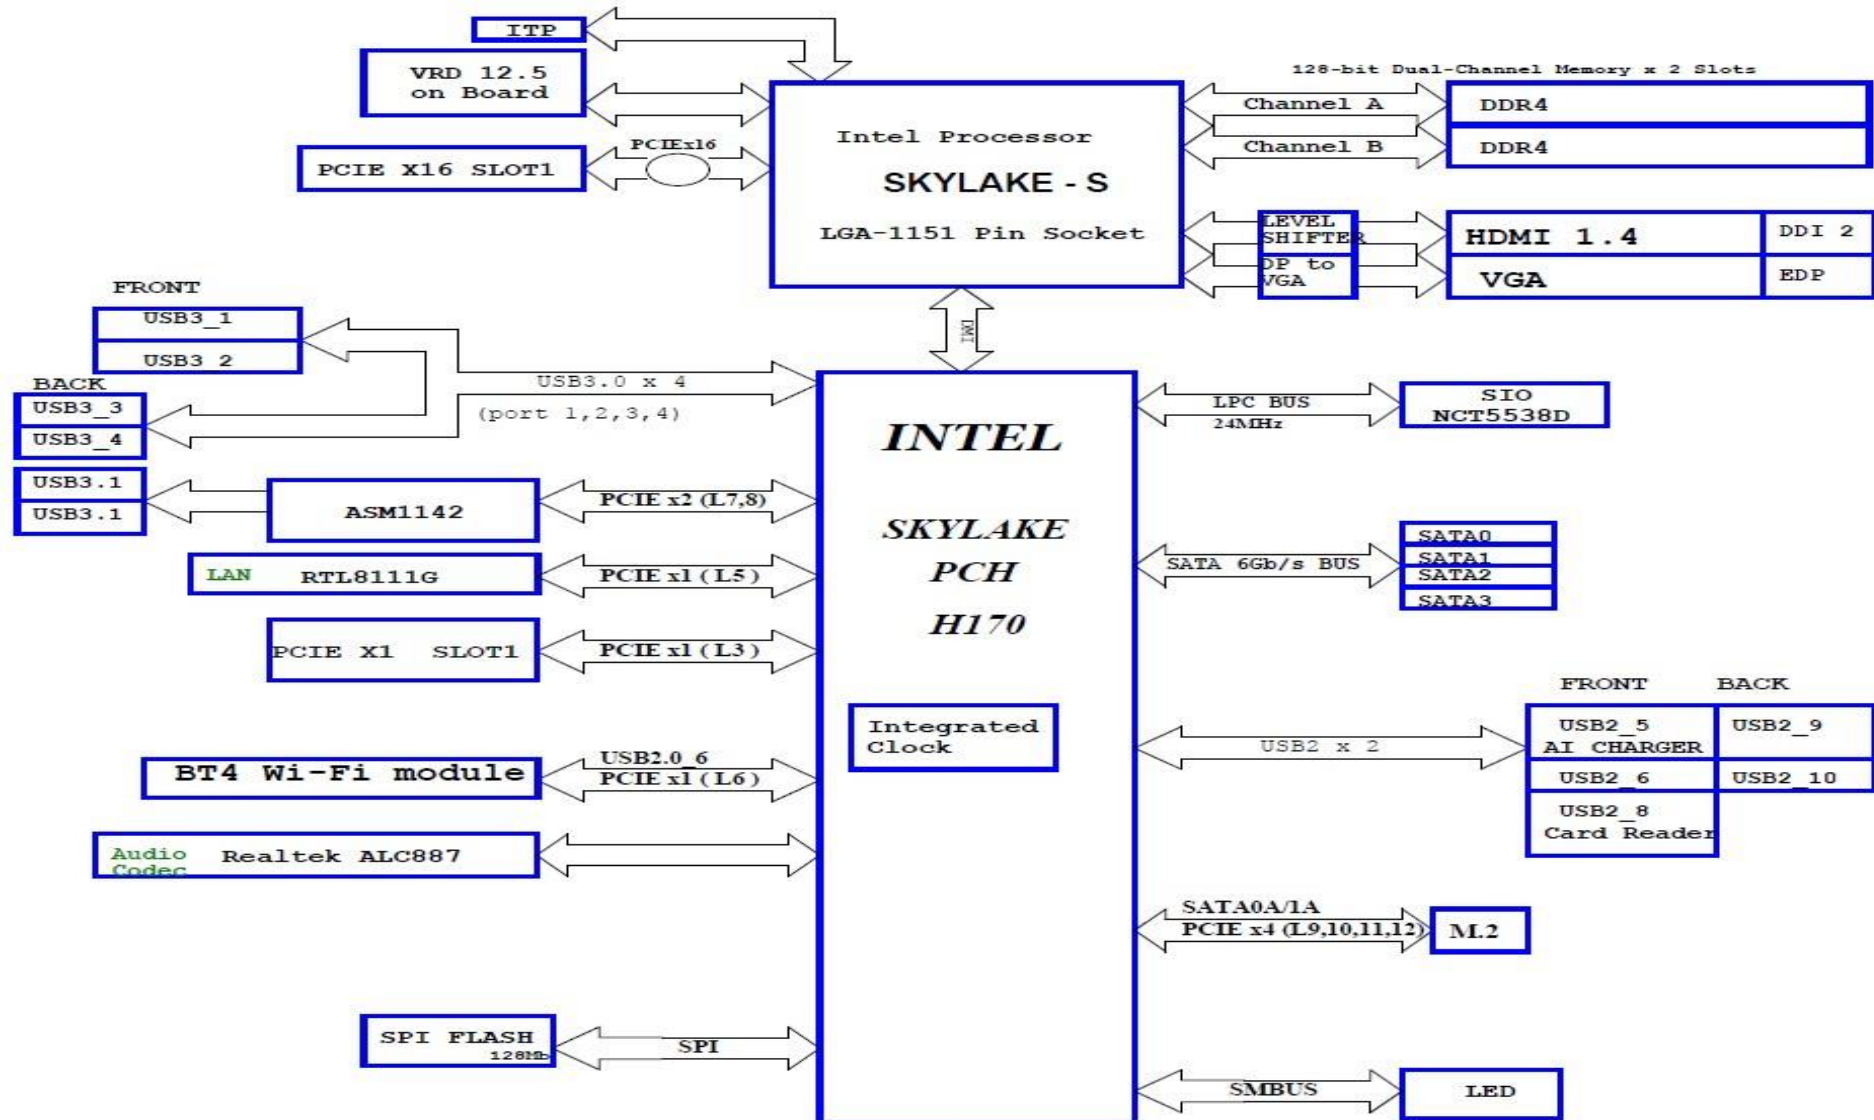 ITP
VRD 12.5
on Board
PCIEx16
PCIE X16 SLOT1
Intel Processor
SKYLAKE - S
LGA-1151 Pin Socket
128-bit Dual-Channel Memory x 2 Slots
Channel A
DDR4
Channel B
DDR4
LEVEL
SHIFTER
HDMI 1.4
DDI 2
DP to
VGA
VGA
EDP
DMI
FRONT
USB3_1
USB3 2
BACK
USB3_3
USB3_4
USB3.0 x 4
(port 1,2,3,4)
USB3.1
USB3.1
ASM1142
PCIE x2 (L7,8)
LAN RTL8111G
PCIE x1 ( L5 )
PCIE X1 SLOT1
PCIE x1 ( L3 )
BT4 Wi-Fi module
USB2.0_6
PCIE x1 ( L6 )
Audio
Codec
Realtek ALC887
SPI FLASH
128Mb
SPI
INTEL
SKYLAKE
PCH
H170
Integrated
Clock
LPC BUS
24MHz
SIO
NCT5538D
SATA 6Gb/s BUS
SATA0
SATA1
SATA2
SATA3
USB2 x 2
FRONT
BACK
USB2_5
AI CHARGER
USB2_9
USB2_6
USB2_10
USB2_8
Card Reader
SATA0A/1A
PCIE x4 (L9,10,11,12)
M.2
SMBUS
LED